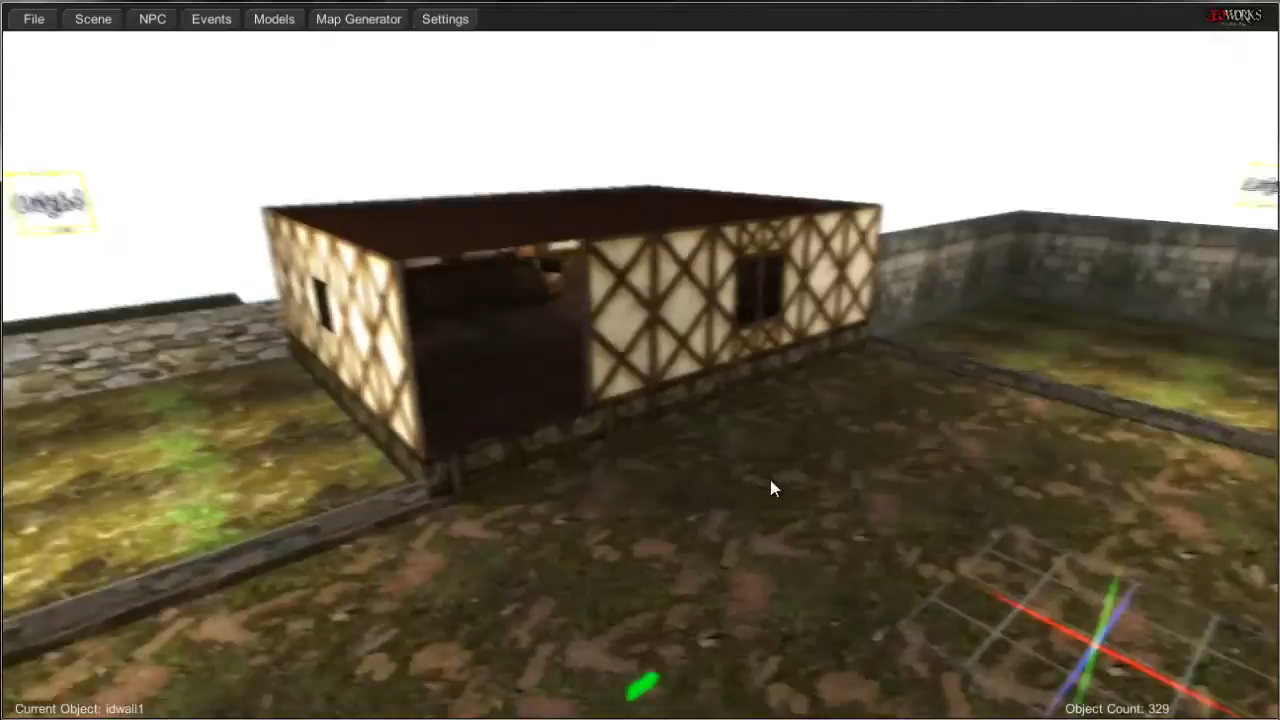 File Scene NPC Events Models Map Generator Settings
Current Object: idwall1 Object Count: 329